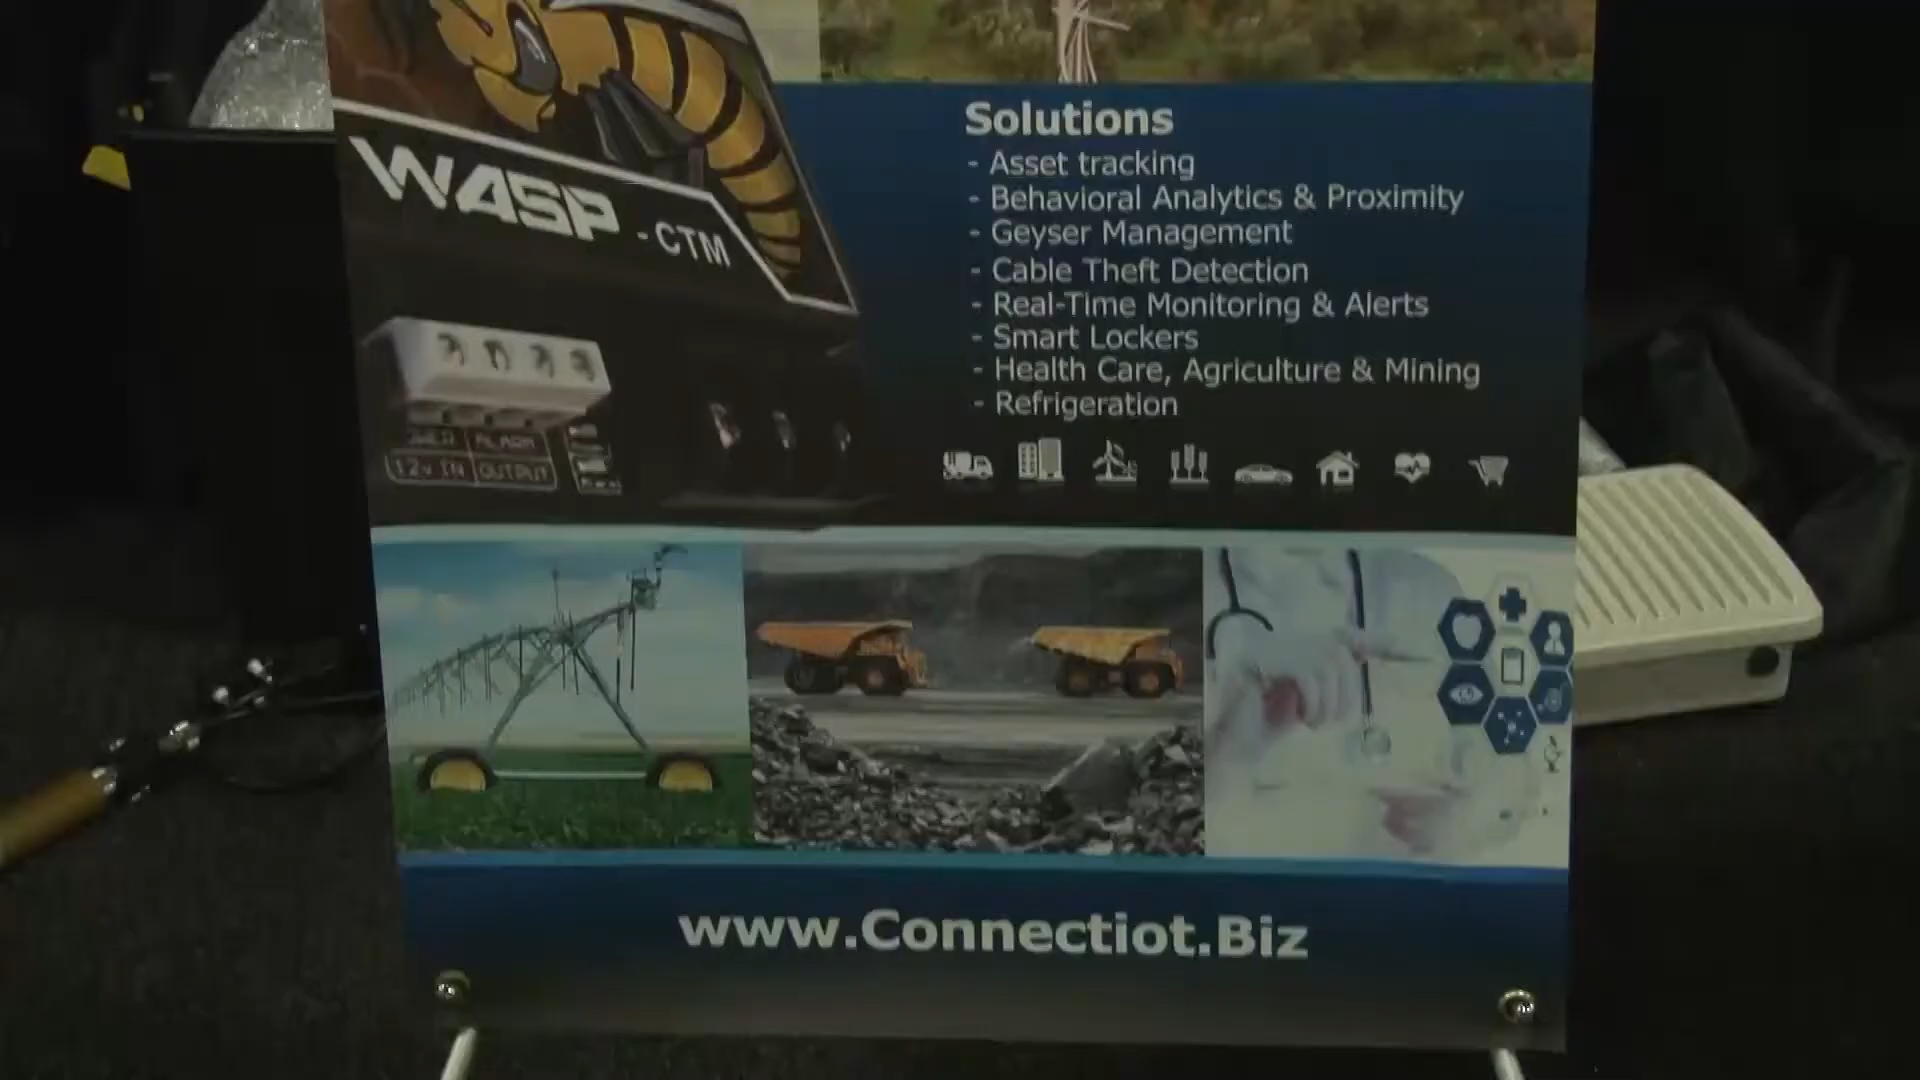 WASP - CTM
ALARM
12v IN
OUTPUT
Solutions
- Asset tracking
- Behavioral Analytics & Proximity
- Geyser Management
- Cable Theft Detection
- Real-Time Monitoring & Alerts
- Smart Lockers
- Health Care, Agriculture & Mining
- Refrigeration
www.Connectiot.Biz